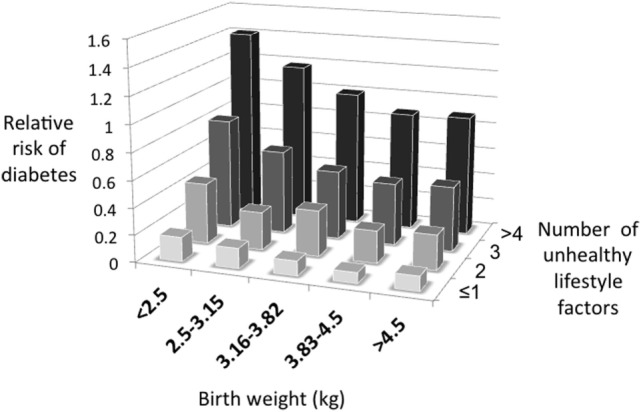 1.6
1.4
1.2
1
0.8
0.6
0.4
0.2
0
Relative
risk of
diabetes
<2.5
2.5-3.15
3.16-3.82
3.83-4.5
>4.5
Birth weight (kg)
>4
3
2
≤1
Number of
unhealthy
lifestyle
factors